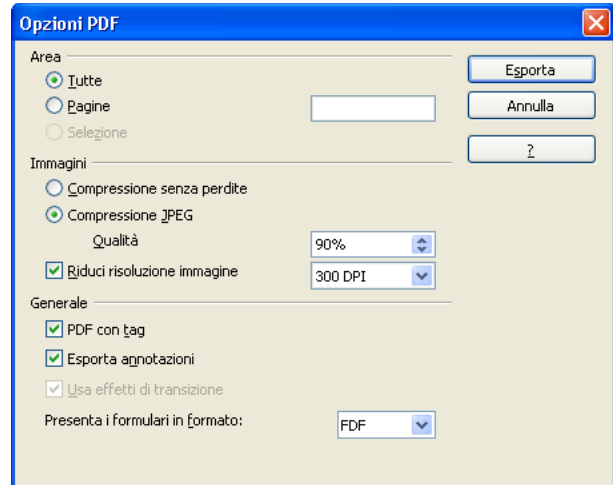 Opzioni PDF
Area
Tutte
Pagine
Selezione
Esporta
Annulla
?
Immagini
Compressione senza perdite
Compressione JPEG
Qualità 90%
Riduci risoluzione immagine 300 DPI
Generale
PDF con tag
Esporta annotazioni
Usa effetti di transizione
Presenta i formulari in formato: FDF